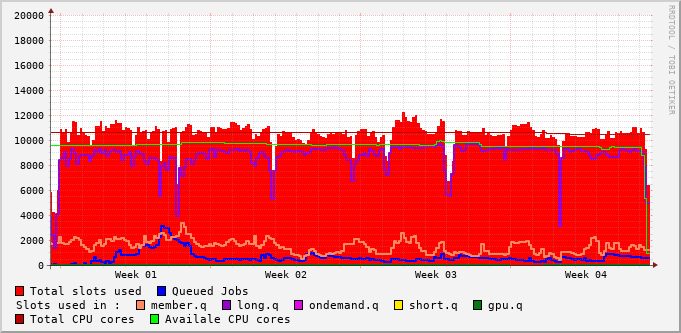 20000
18000
16000
14000
12000
10000
8000
6000
4000
2000
0
Week 01 Week 02 Week 03 Week 04
RRDTOOL / TOBI OETIKER
Total slots used Queued Jobs
Slots used in : member.q long.q ondemand.q short.q gpu.q
Total CPU cores Availale CPU cores